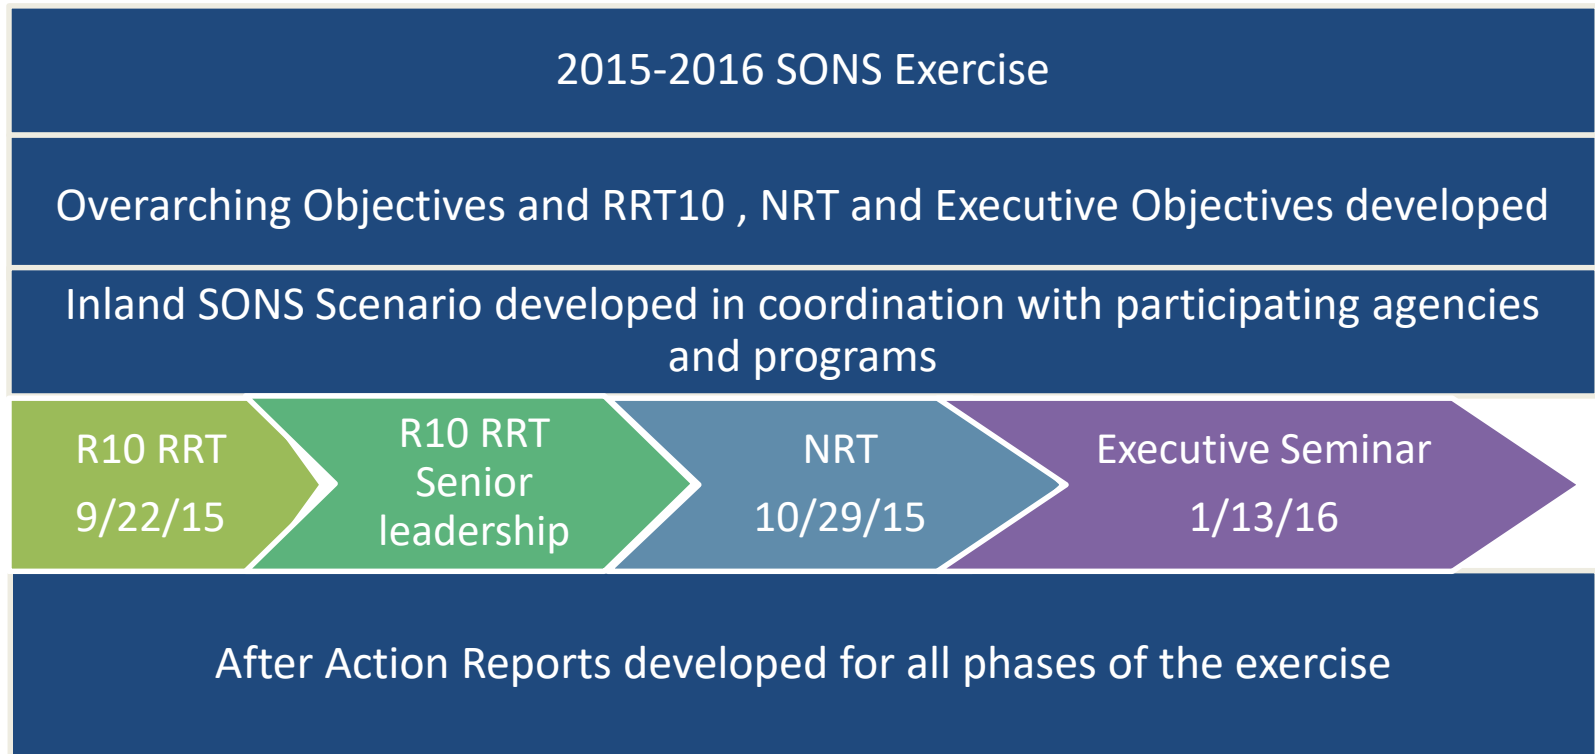 2015-2016 SONS Exercise
Overarching Objectives and RRT10 , NRT and Executive Objectives developed
Inland SONS Scenario developed in coordination with participating agencies
and programs
R10 RRT
9/22/15
R10 RRT
Senior
leadership
NRT
10/29/15
Executive Seminar
1/13/16
After Action Reports developed for all phases of the exercise